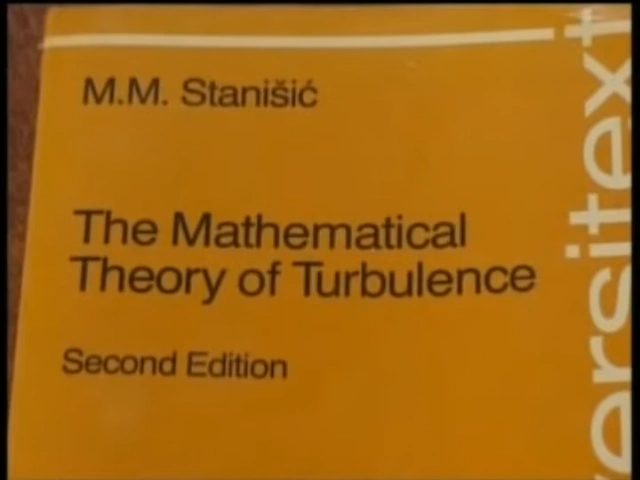 M.M. Stanišić
The Mathematical
Theory of Turbulence
Second Edition
ersitext